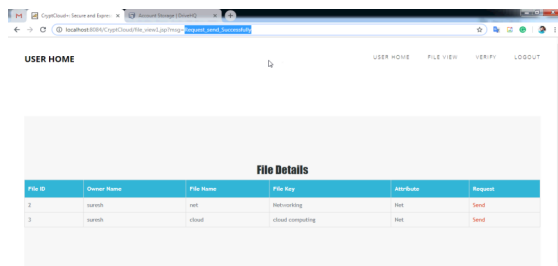 CryptCloud+: Secure and Expres
Account Storage | DriveHQ
localhost:8084/CryptCloud/file_view1.jsp?msg=Request_send_Successfully
USER HOME
USER HOME FILE VIEW VERIFY LOGOUT
File Details
File ID Owner Name File Name File Key Attribute Request
2 suresh net Networking Net Send
3 suresh cloud cloud computing Net Send